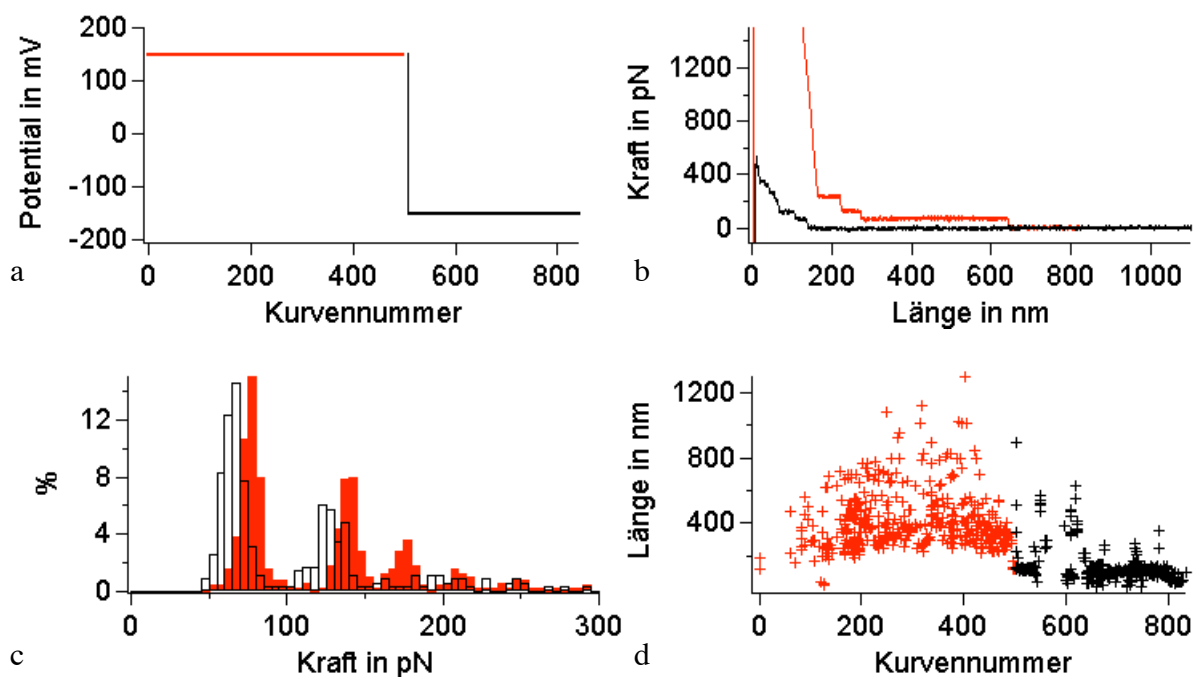 200
100
0
-100
-200
Potential in mV
0 200 400 600 800
Kurvennummer
a
1200
800
400
0
Kraft in pN
0 200 400 600 800 1000
Länge in nm
b
12
8
4
0
%
0 100 200 300
Kraft in pN
c
1200
800
400
Länge in nm
0 200 400 600 800
Kurvennummer
d